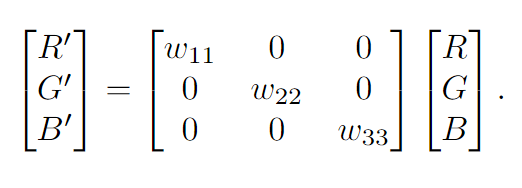 R′ w₁₁ 0 0 R
G′ = 0 w₂₂ 0 G .
B′ 0 0 w₃₃ B